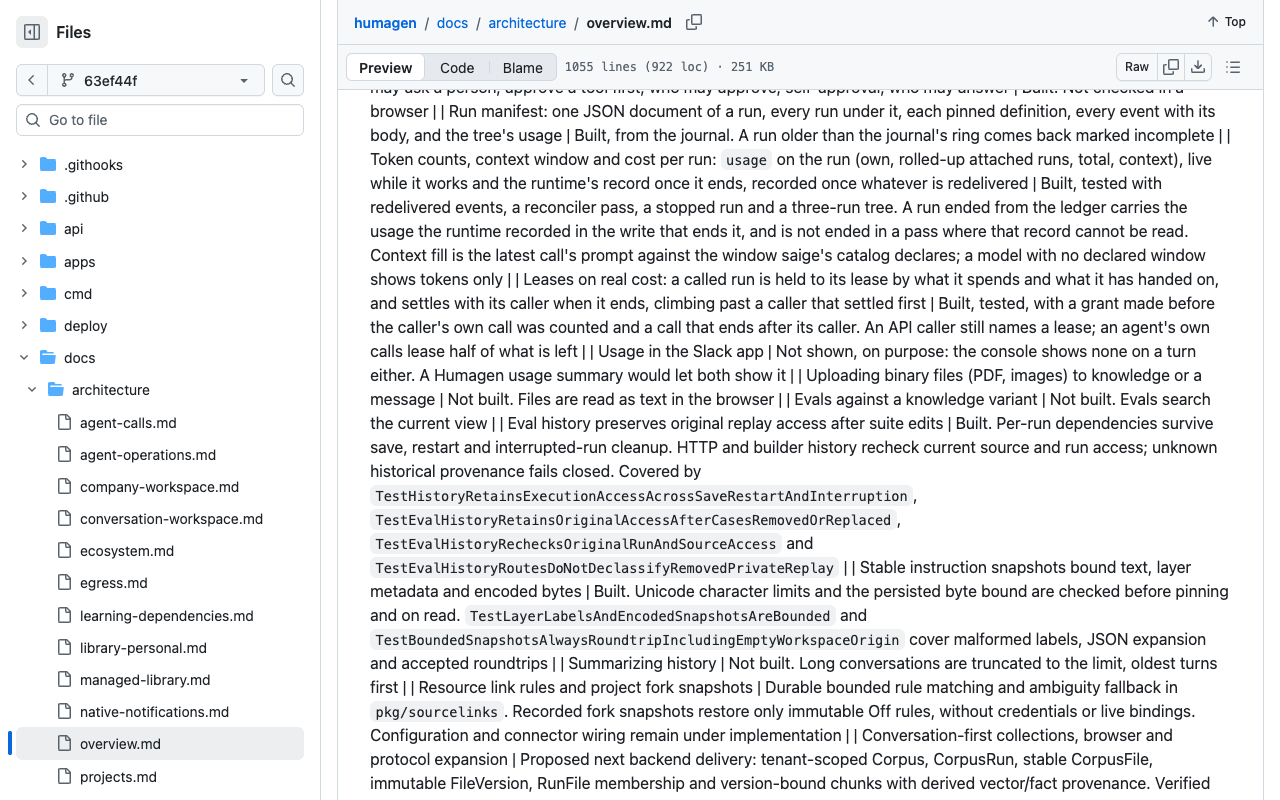 Files
humagen / docs / architecture / overview.md
Top
63ef44f
Preview
Code
Blame
1055 lines (922 loc) · 251 KB
Raw
Go to file
.githooks
.github
api
apps
cmd
deploy
docs
architecture
agent-calls.md
agent-operations.md
company-workspace.md
conversation-workspace.md
ecosystem.md
egress.md
learning-dependencies.md
library-personal.md
managed-library.md
native-notifications.md
overview.md
projects.md
may ask a person, approve a tool first, who may approve, self-approval, who may answer | Built. Not checked in a
browser | | Run manifest: one JSON document of a run, every run under it, each pinned definition, every event with its
body, and the tree's usage | Built, from the journal. A run older than the journal's ring comes back marked incomplete | |
Token counts, context window and cost per run: usage on the run (own, rolled-up attached runs, total, context), live
while it works and the runtime's record once it ends, recorded once whatever is redelivered | Built, tested with
redelivered events, a reconciler pass, a stopped run and a three-run tree. A run ended from the ledger carries the
usage the runtime recorded in the write that ends it, and is not ended in a pass where that record cannot be read.
Context fill is the latest call's prompt against the window saige's catalog declares; a model with no declared window
shows tokens only | | Leases on real cost: a called run is held to its lease by what it spends and what it has handed on,
and settles with its caller when it ends, climbing past a caller that settled first | Built, tested, with a grant made before
the caller's own call was counted and a call that ends after its caller. An API caller still names a lease; an agent's own
calls lease half of what is left | | Usage in the Slack app | Not shown, on purpose: the console shows none on a turn
either. A Humagen usage summary would let both show it | | Uploading binary files (PDF, images) to knowledge or a
message | Not built. Files are read as text in the browser | | Evals against a knowledge variant | Not built. Evals search
the current view | | Eval history preserves original replay access after suite edits | Built. Per-run dependencies survive
save, restart and interrupted-run cleanup. HTTP and builder history recheck current source and run access; unknown
historical provenance fails closed. Covered by
TestHistoryRetainsExecutionAccessAcrossSaveRestartAndInterruption ,
TestEvalHistoryRetainsOriginalAccessAfterCasesRemovedOrReplaced ,
TestEvalHistoryRechecksOriginalRunAndSourceAccess and
TestEvalHistoryRoutesDoNotDeclassifyRemovedPrivateReplay | | Stable instruction snapshots bound text, layer
metadata and encoded bytes | Built. Unicode character limits and the persisted byte bound are checked before pinning
and on read. TestLayerLabelsAndEncodedSnapshotsAreBounded and
TestBoundedSnapshotsAlwaysRoundtripIncludingEmptyWorkspaceOrigin cover malformed labels, JSON expansion
and accepted roundtrips | | Summarizing history | Not built. Long conversations are truncated to the limit, oldest turns
first | | Resource link rules and project fork snapshots | Durable bounded rule matching and ambiguity fallback in
pkg/sourcelinks . Recorded fork snapshots restore only immutable Off rules, without credentials or live bindings.
Configuration and connector wiring remain under implementation | | Conversation-first collections, browser and
protocol expansion | Proposed next backend delivery: tenant-scoped Corpus, CorpusRun, stable CorpusFile,
immutable FileVersion, RunFile membership and version-bound chunks with derived vector/fact provenance. Verified